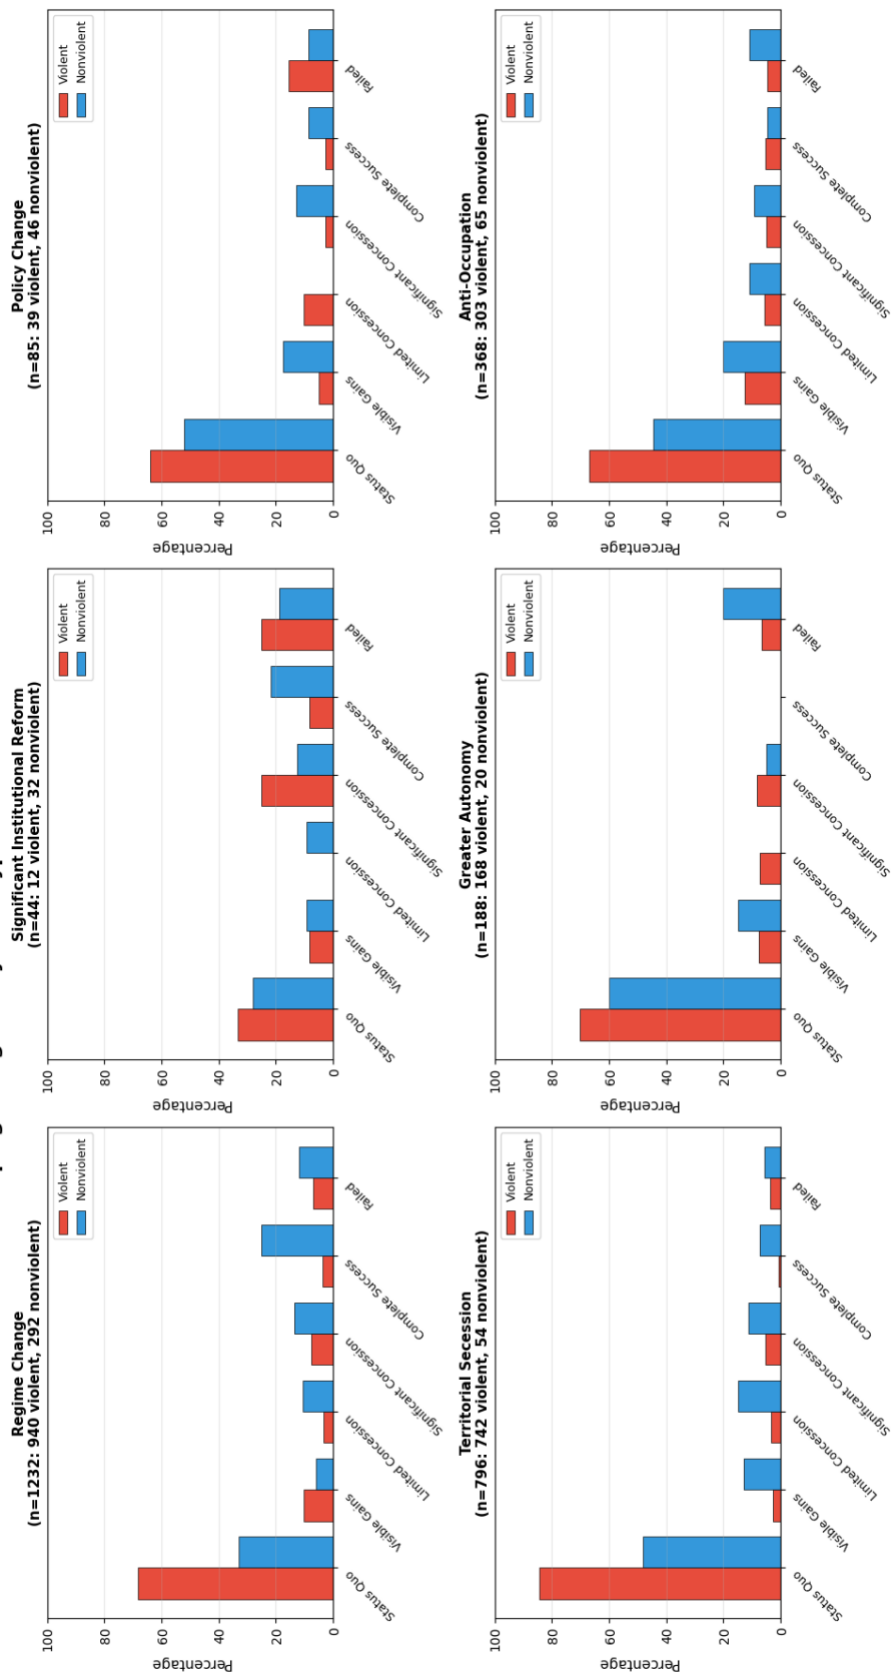 Regime Change
(n=1232: 940 violent, 292 nonviolent)
Percentage
100
80
60
40
20
0
Violent
Nonviolent
Status Quo
Visible Gains
Limited Concession
Significant Concession
Complete Success
Failed
Significant Institutional Reform
(n=44: 12 violent, 32 nonviolent)
Percentage
100
80
60
40
20
0
Violent
Nonviolent
Status Quo
Visible Gains
Limited Concession
Significant Concession
Complete Success
Failed
Policy Change
(n=85: 39 violent, 46 nonviolent)
Percentage
100
80
60
40
20
0
Violent
Nonviolent
Status Quo
Visible Gains
Limited Concession
Significant Concession
Complete Success
Failed
Territorial Secession
(n=796: 742 violent, 54 nonviolent)
Percentage
100
80
60
40
20
0
Violent
Nonviolent
Status Quo
Visible Gains
Limited Concession
Significant Concession
Complete Success
Failed
Greater Autonomy
(n=188: 168 violent, 20 nonviolent)
Percentage
100
80
60
40
20
0
Violent
Nonviolent
Status Quo
Visible Gains
Limited Concession
Significant Concession
Complete Success
Failed
Anti-Occupation
(n=368: 303 violent, 65 nonviolent)
Percentage
100
80
60
40
20
0
Violent
Nonviolent
Status Quo
Visible Gains
Limited Concession
Significant Concession
Complete Success
Failed